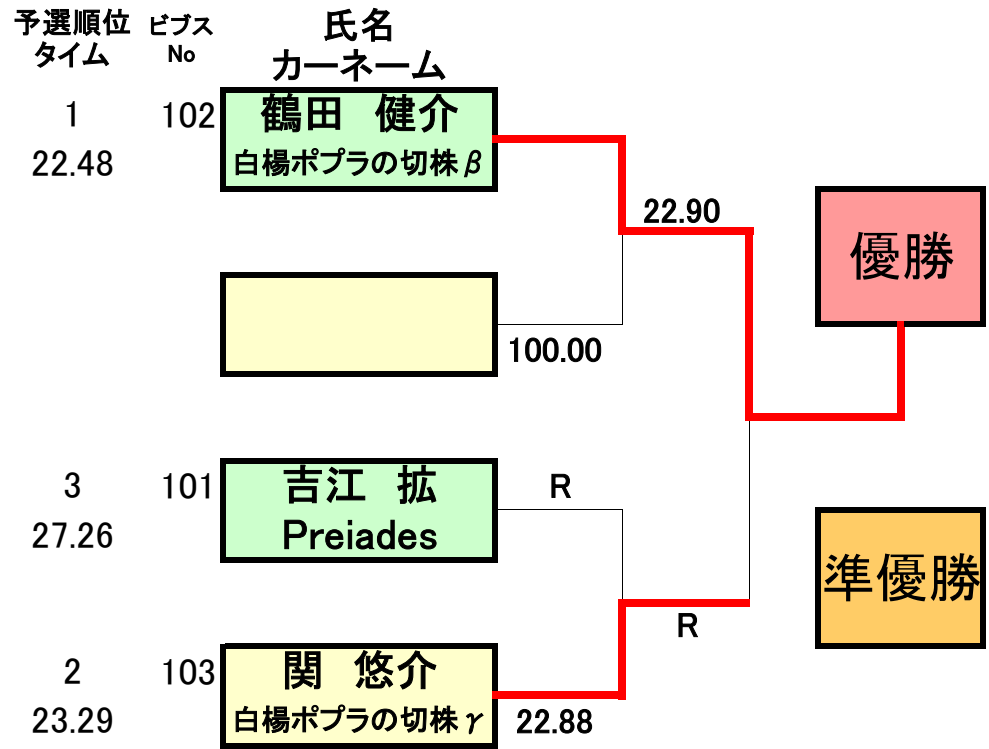 予選順位 ビブス 氏名
タイム No カーネーム
1 102 鶴田 健介
22.48 白楊ポプラの切株β
22.90
優勝
100.00
3 101 吉江 拡 R
27.26 Preiades
準優勝
R
2 103 関 悠介
23.29 白楊ポプラの切株γ 22.88